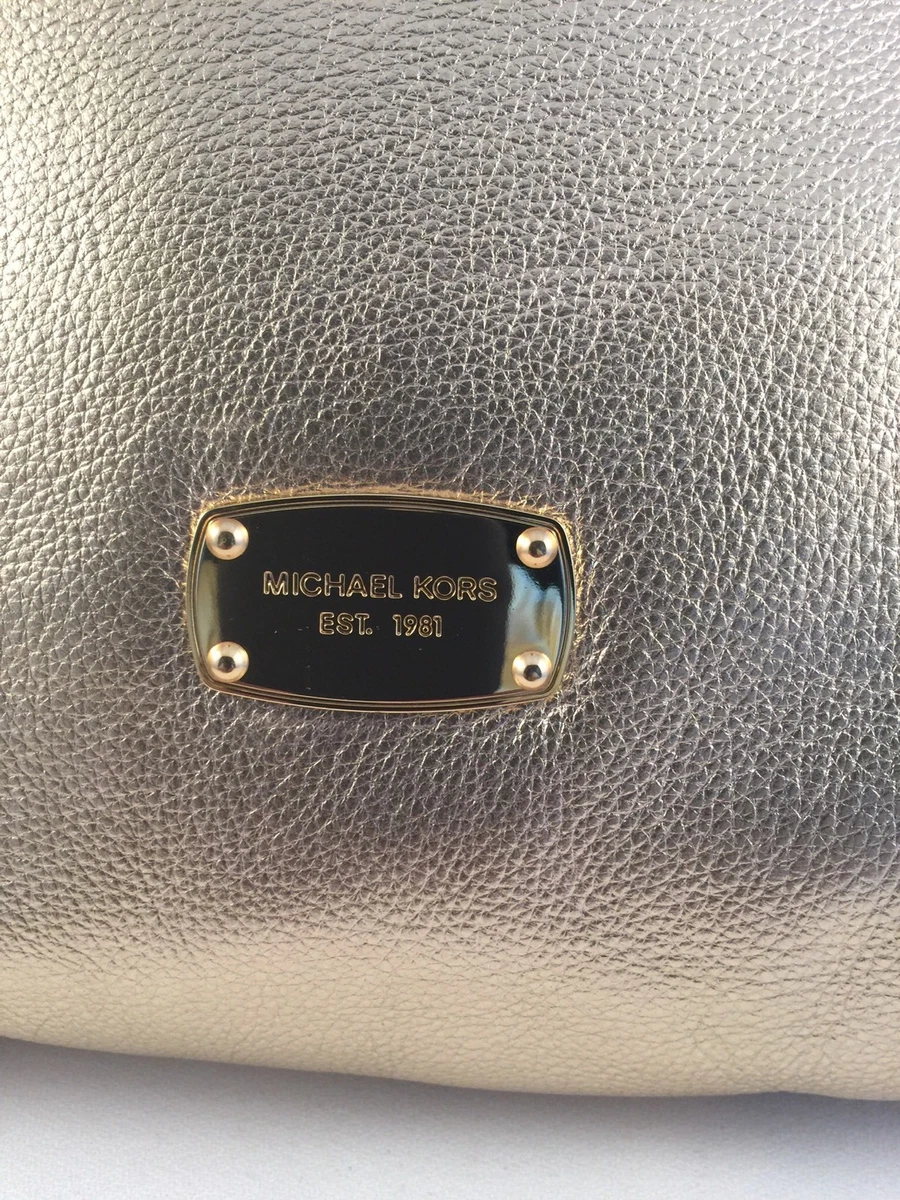 MICHAEL KORS
EST. 1981